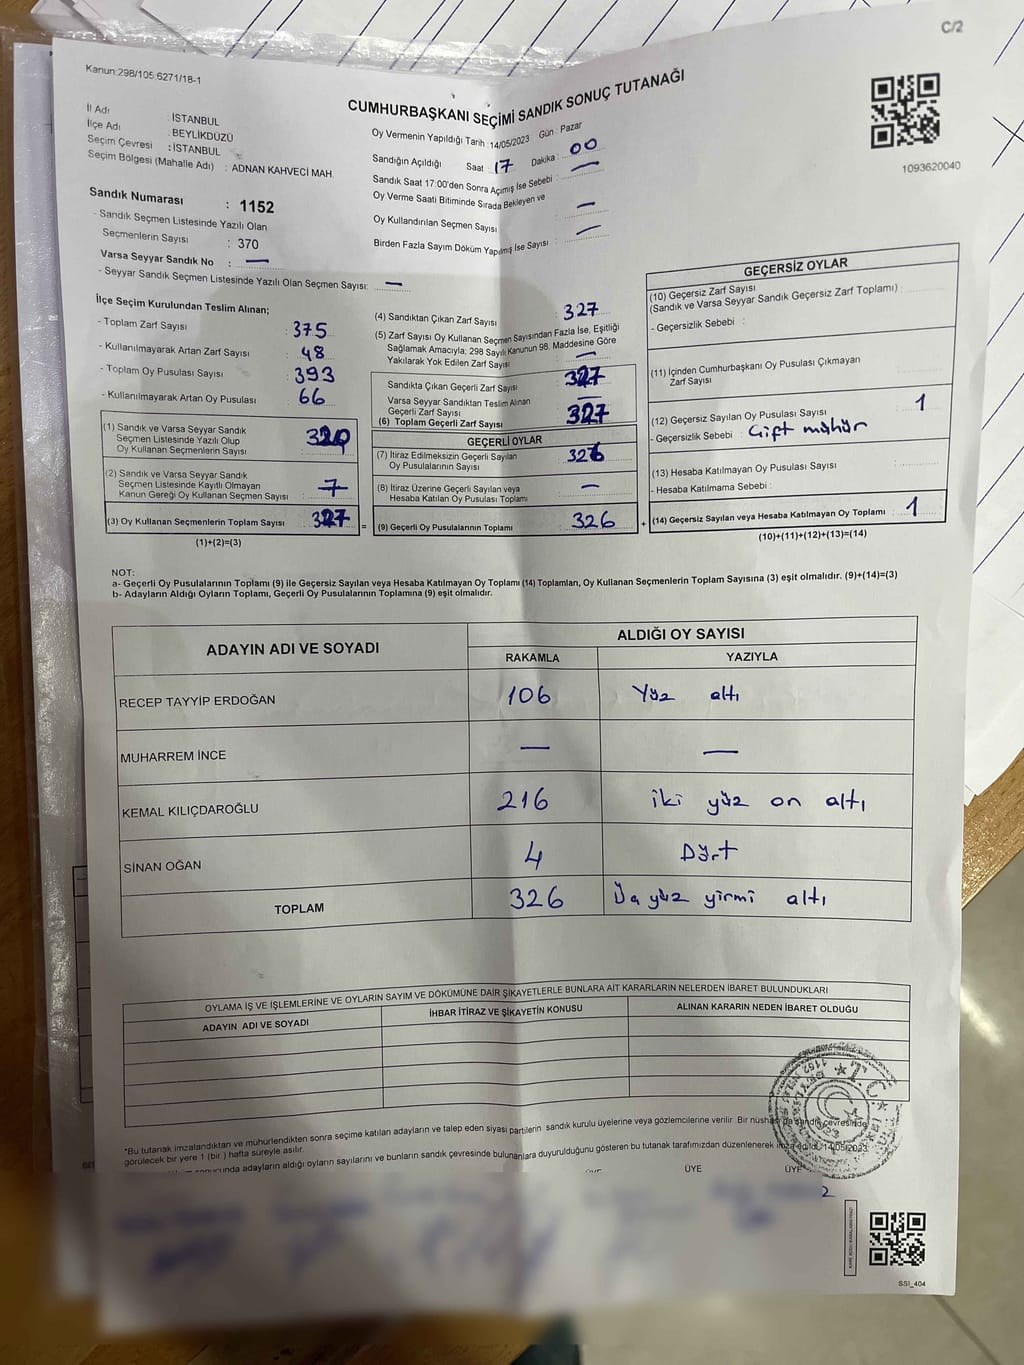 C/2
Kanun:298/105;6271/18-1
CUMHURBAŞKANI SEÇİMİ SANDIK SONUÇ TUTANAĞI
1093620040
İl Adı : İSTANBUL
İlçe Adı : BEYLİKDÜZÜ
Seçim Çevresi : İSTANBUL
Seçim Bölgesi (Mahalle Adı) : ADNAN KAHVECİ MAH.
Oy Vermenin Yapıldığı Tarih : 14/05/2023 Gün : Pazar
Sandığın Açıldığı Saat : 17 Dakika : 00
Sandık Saat 17:00'den Sonra Açımış İse Sebebi : —
Oy Verme Saati Bitiminde Sırada Bekleyen ve
Oy Kullandırılan Seçmen Sayısı : —
Birden Fazla Sayım Döküm Yapılmış İse Sayısı : —
Sandık Numarası : 1152
- Sandık Seçmen Listesinde Yazılı Olan
Seçmenlerin Sayısı : 370
Varsa Seyyar Sandık No : —
- Seyyar Sandık Seçmen Listesinde Yazılı Olan Seçmen Sayısı: —
İlçe Seçim Kurulundan Teslim Alınan;
- Toplam Zarf Sayısı : 375
- Kullanılmayarak Artan Zarf Sayısı : 48
- Toplam Oy Pusulası Sayısı : 393
- Kullanılmayarak Artan Oy Pusulası : 66
(1) Sandık ve Varsa Seyyar Sandık
Seçmen Listesinde Yazılı Olup
Oy Kullanan Seçmenlerin Sayısı : 320
(2) Sandık ve Varsa Seyyar Sandık
Seçmen Listesinde Kayıtlı Olmayan
Kanun Gereği Oy Kullanan Seçmen Sayısı : 7
(3) Oy Kullanan Seçmenlerin Toplam Sayısı : 327
(1)+(2)=(3)
(4) Sandıktan Çıkan Zarf Sayısı : 327
(5) Zarf Sayısı Oy Kullanan Seçmen Sayısından Fazla İse, Eşitliği
Sağlamak Amacıyla; 298 Sayılı Kanunun 98. Maddesine Göre
Yakılarak Yok Edilen Zarf Sayısı : —
Sandıkta Çıkan Geçerli Zarf Sayısı : 327
Varsa Seyyar Sandıktan Teslim Alınan
Geçerli Zarf Sayısı : —
(6) Toplam Geçerli Zarf Sayısı : 327
GEÇERLİ OYLAR
(7) İtiraz Edilmeksizin Geçerli Sayılan
Oy Pusulalarının Sayısı : 326
(8) İtiraz Üzerine Geçerli Sayılan veya
Hesaba Katılan Oy Pusulası Toplamı : —
= (9) Geçerli Oy Pusulalarının Toplamı : 326
GEÇERSİZ OYLAR
(10) Geçersiz Zarf Sayısı
(Sandık ve Varsa Seyyar Sandık Geçersiz Zarf Toplamı) :
- Geçersizlik Sebebi :
(11) İçinden Cumhurbaşkanı Oy Pusulası Çıkmayan
Zarf Sayısı :
(12) Geçersiz Sayılan Oy Pusulası Sayısı : 1
- Geçersizlik Sebebi : Çift mühür
(13) Hesaba Katılmayan Oy Pusulası Sayısı :
- Hesaba Katılmama Sebebi :
+ (14) Geçersiz Sayılan veya Hesaba Katılmayan Oy Toplamı : 1
(10)+(11)+(12)+(13)=(14)
NOT:
a- Geçerli Oy Pusulalarının Toplamı (9) ile Geçersiz Sayılan veya Hesaba Katılmayan Oy Toplamı (14) Toplamları, Oy Kullanan Seçmenlerin Toplam Sayısına (3) eşit olmalıdır. (9)+(14)=(3)
b- Adayların Aldığı Oyların Toplamı, Geçerli Oy Pusulalarının Toplamına (9) eşit olmalıdır.
ADAYIN ADI VE SOYADI
ALDIĞI OY SAYISI
RAKAMLA YAZIYLA
RECEP TAYYİP ERDOĞAN 106 Yüz altı
MUHARREM İNCE — —
KEMAL KILIÇDAROĞLU 216 iki yüz on altı
SİNAN OĞAN 4 Dört
TOPLAM 326 yüz yirmi altı
OYLAMA İŞ VE İŞLEMLERİNE VE OYLARIN SAYIM VE DÖKÜMÜNE DAİR ŞİKAYETLERLE BUNLARA AİT KARARLARIN NELERDEN İBARET BULUNDUKLARI
ADAYIN ADI VE SOYADI İHBAR İTİRAZ VE ŞİKAYETİN KONUSU ALINAN KARARIN NEDEN İBARET OLDUĞU
T.C.
*Bu tutanak imzalandıktan ve mühürlendikten sonra seçime katılan adayların ve talep eden siyasi partilerin sandık kurulu üyelerine veya gözlemcilerine verilir. Bir nüshası da sandık çevresinde
görülecek bir yere 1 (bir) hafta süreyle asılır.
adayların aldığı oyların sayılarını ve bunların sandık çevresinde bulunanlara duyurulduğunu gösteren bu tutanak tarafımızdan düzenlenerek imza edildi. 14/05/2023
ÜYE ÜYE
SSI_404